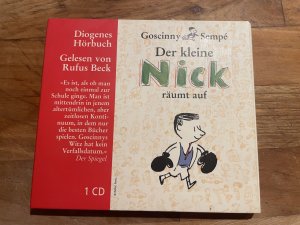 Diogenes
Hörbuch
Gelesen von
Rufus Beck
»Es ist, als ob man
noch einmal zur
Schule ginge. Man ist
mittendrin in jenem
altertümlichen, aber
zeitlosen Konti-
nuum, in dem nur
die besten Bücher
spielen. Goscinnys
Witz hat kein
Verfallsdatum.«
Der Spiegel
1 CD
Goscinny Sempé
Der kleine
Nick
räumt auf